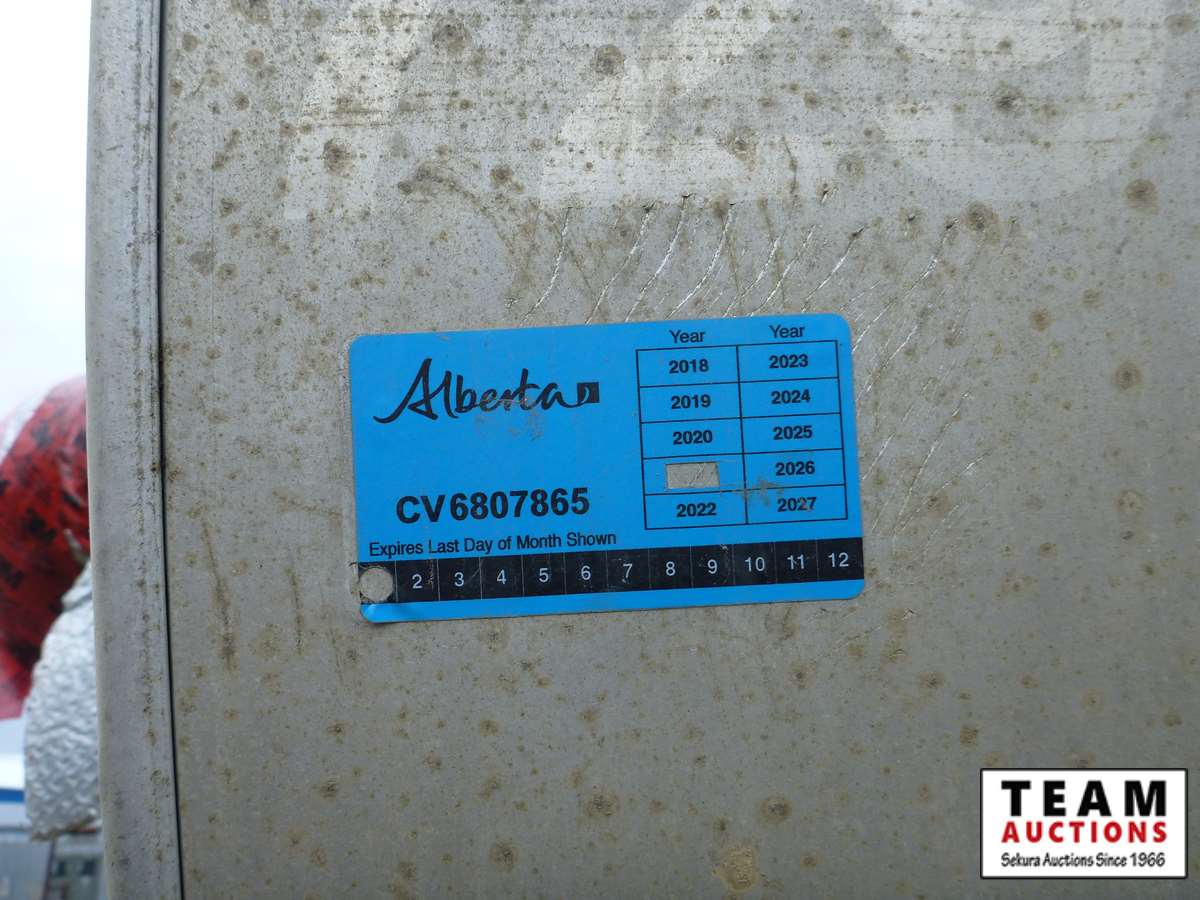 Alberta
CV6807865
Expires Last Day of Month Shown
Year Year
2018 2023
2019 2024
2020 2025
2026
2022 2027
2 3 4 5 6 7 8 9 10 11 12
TEAM
AUCTIONS
Sekura Auctions Since 1966